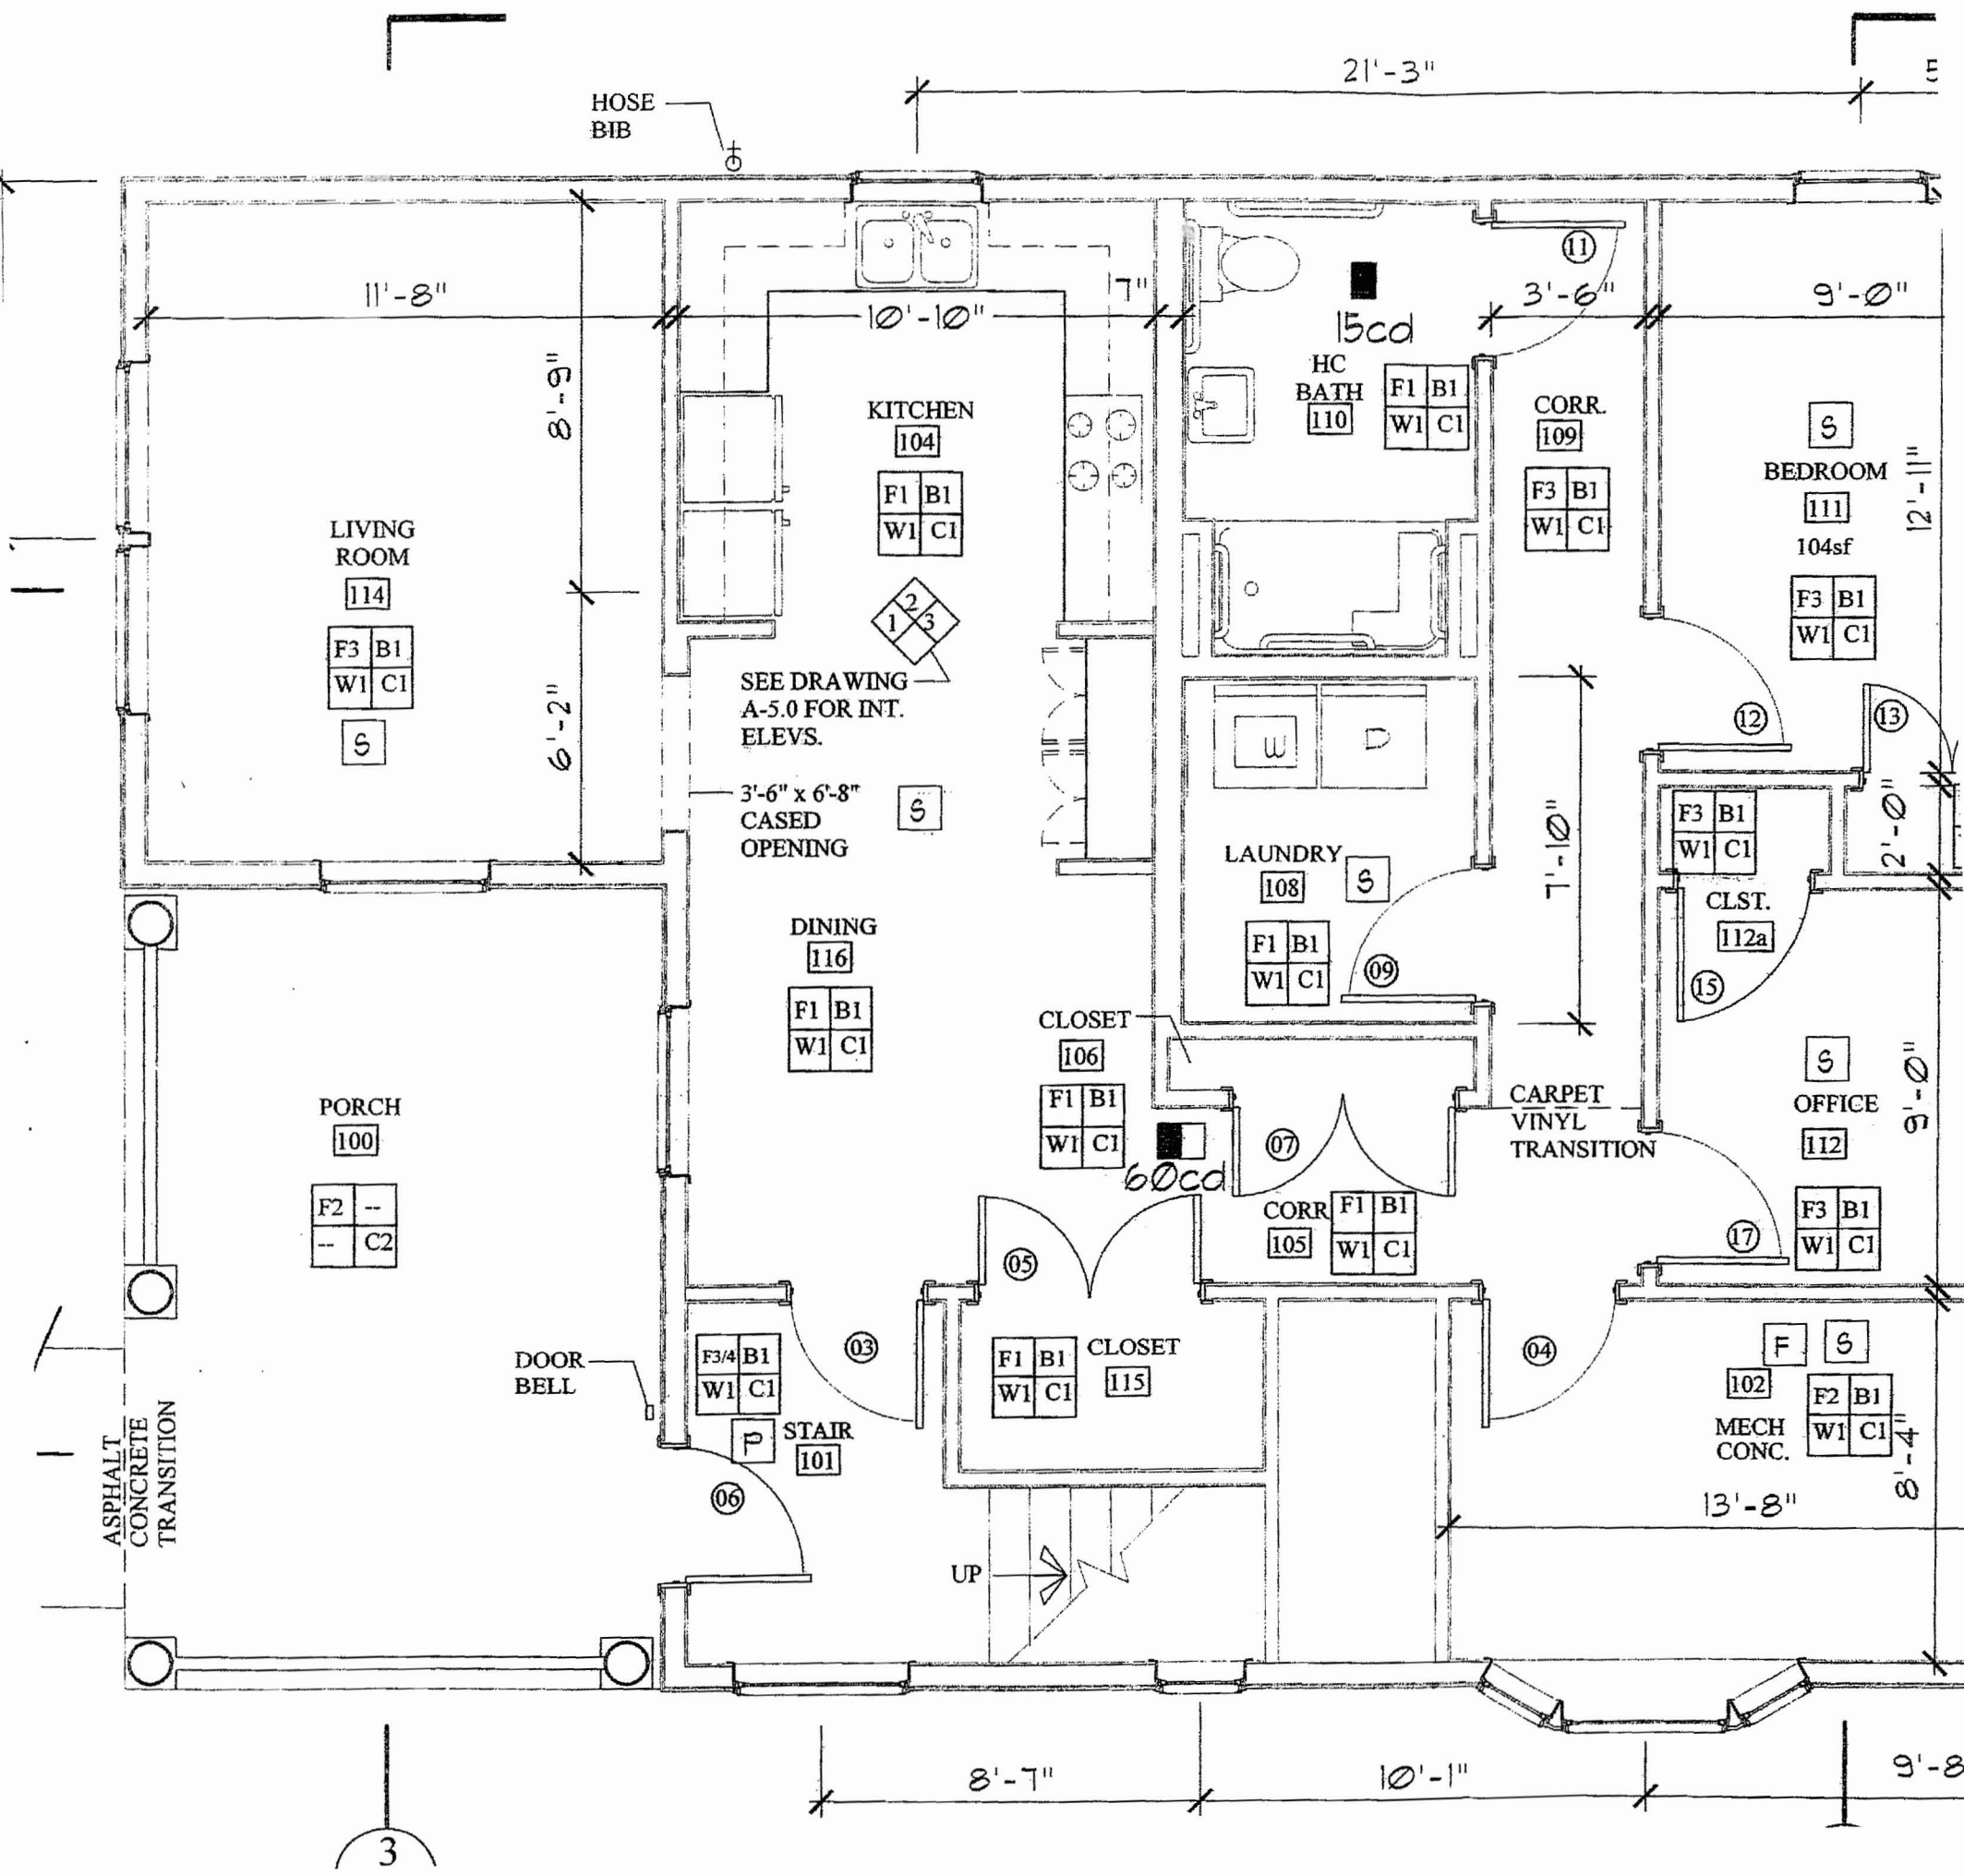 21'-3"
HOSE
BIB
11'-8"
10'-10"
7"
3'-6"
9'-0"
11
15cd
HC
BATH
110
F1 B1
W1 C1
8'-9"
KITCHEN
104
F1 B1
W1 C1
CORR.
109
F3 B1
W1 C1
S
BEDROOM
111
104sf
F3 B1
W1 C1
12'-11"
LIVING
ROOM
114
F3 B1
W1 C1
S
2
1 3
SEE DRAWING
A-5.0 FOR INT.
ELEVS.
6'-2"
3'-6" x 6'-8"
CASED
OPENING
S
W D
12
13
7'-10"
2'-0"
F3 B1
W1 C1
CLST.
112a
15
LAUNDRY
108
S
F1 B1
W1 C1
09
DINING
116
F1 B1
W1 C1
CLOSET
106
F1 B1
W1 C1
60cd
07
CARPET
VINYL
TRANSITION
S
OFFICE
112
F3 B1
W1 C1
9'-0"
17
PORCH
100
F2 --
-- C2
CORR
105
F1 B1
W1 C1
05
03
04
DOOR
BELL
F3/4 B1
W1 C1
P
STAIR
101
F1 B1
W1 C1
CLOSET
115
F S
102
F2 B1
W1 C1
MECH
CONC.
8'-4"
13'-8"
ASPHALT
CONCRETE
TRANSITION
06
UP
8'-7"
10'-1"
9'-8
3